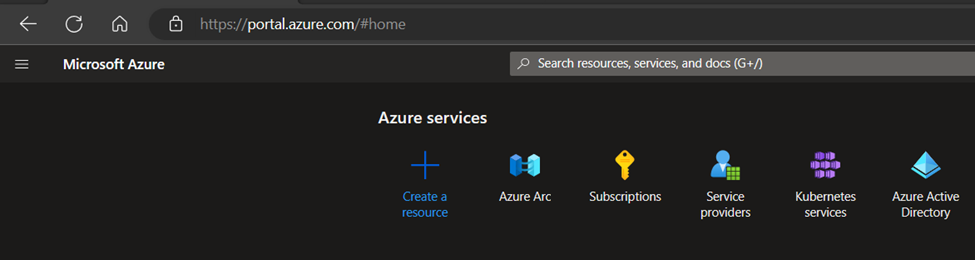 https://portal.azure.com/#home
Microsoft Azure
Search resources, services, and docs (G+/)
Azure services
Create a
resource
Azure Arc
Subscriptions
Service
providers
Kubernetes
services
Azure Active
Directory